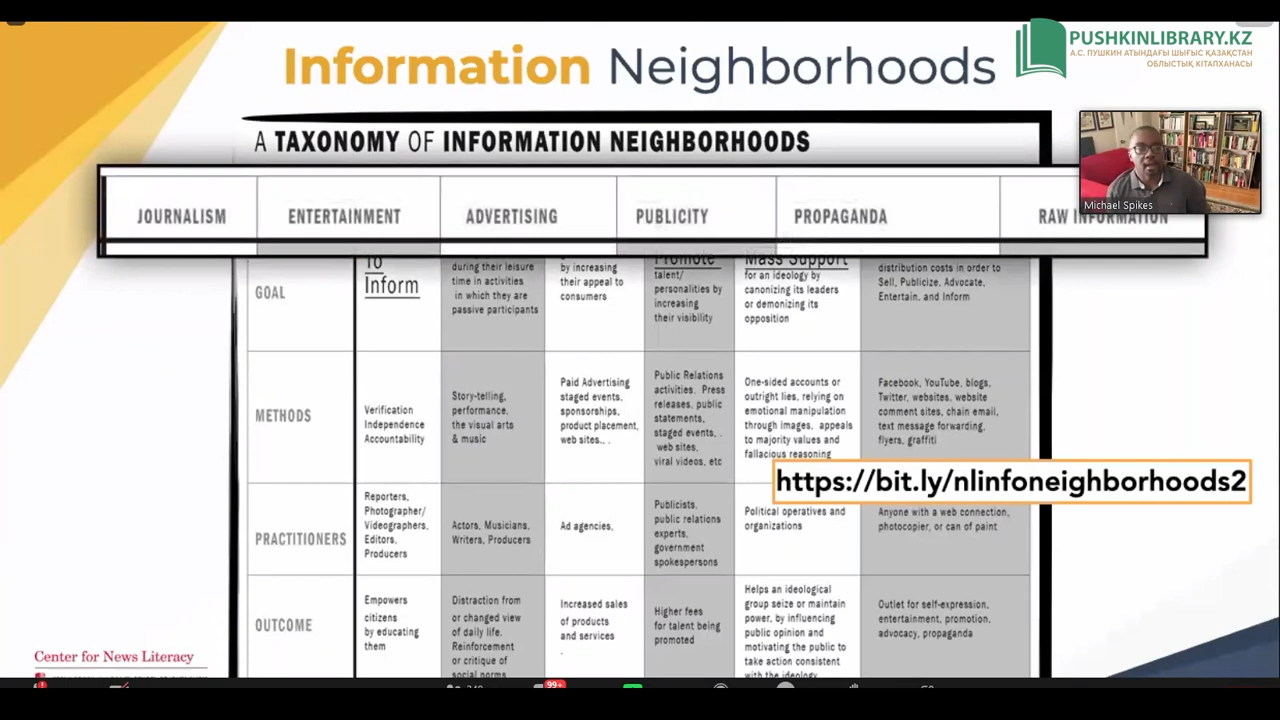 Information Neighborhoods
PUSHKINLIBRARY.KZ
А.С. ПУШКИН АТЫНДАҒЫ ШЫҒЫС ҚАЗАҚСТАН
ОБЛЫСТЫҚ КІТАПХАНАСЫ
A TAXONOMY OF INFORMATION NEIGHBORHOODS
Michael Spikes
JOURNALISM
ENTERTAINMENT
ADVERTISING
PUBLICITY
PROPAGANDA
RAW INFORMATION
GOAL
To
Inform
during their leisure
time in activities
in which they are
passive participants
by increasing
their appeal to
consumers
Promote
talent/
personalities by
increasing
their visibility
Mass Support
for an ideology by
canonizing its leaders
or demonizing its
opposition
distribution costs in order to
Sell, Publicize, Advocate,
Entertain, and Inform
METHODS
Verification
Independence
Accountability
Story-telling,
performance,
the visual arts
& music
Paid Advertising
staged events,
sponsorships,
product placement,
web sites., .
Public Relations
activities. Press
releases, public
statements,
staged events, .
web sites,
viral videos, etc
One-sided accounts or
outright lies, relying on
emotional manipulation
through images, appeals
to majority values and
fallacious reasoning
Facebook, YouTube, blogs,
Twitter, websites, website
comment sites, chain email,
text message forwarding,
flyers, graffiti
https://bit.ly/nlinfoneighborhoods2
PRACTITIONERS
Reporters,
Photographer/
Videographers,
Editors,
Producers
Actors, Musicians,
Writers, Producers
Ad agencies,
Publicists,
public relations
experts,
government
spokespersons
Political operatives and
organizations
Anyone with a web connection,
photocopier, or can of paint
OUTCOME
Empowers
citizens
by educating
them
Distraction from
or changed view
of daily life.
Reinforcement
or critique of
social norms
Increased sales
of products
and services
.
Higher fees
for talent being
promoted
Helps an ideological
group seize or maintain
power, by influencing
public opinion and
motivating the public to
take action consistent
with the ideology
Outlet for self-expression,
entertainment, promotion,
advocacy, propaganda
Center for News Literacy
99+